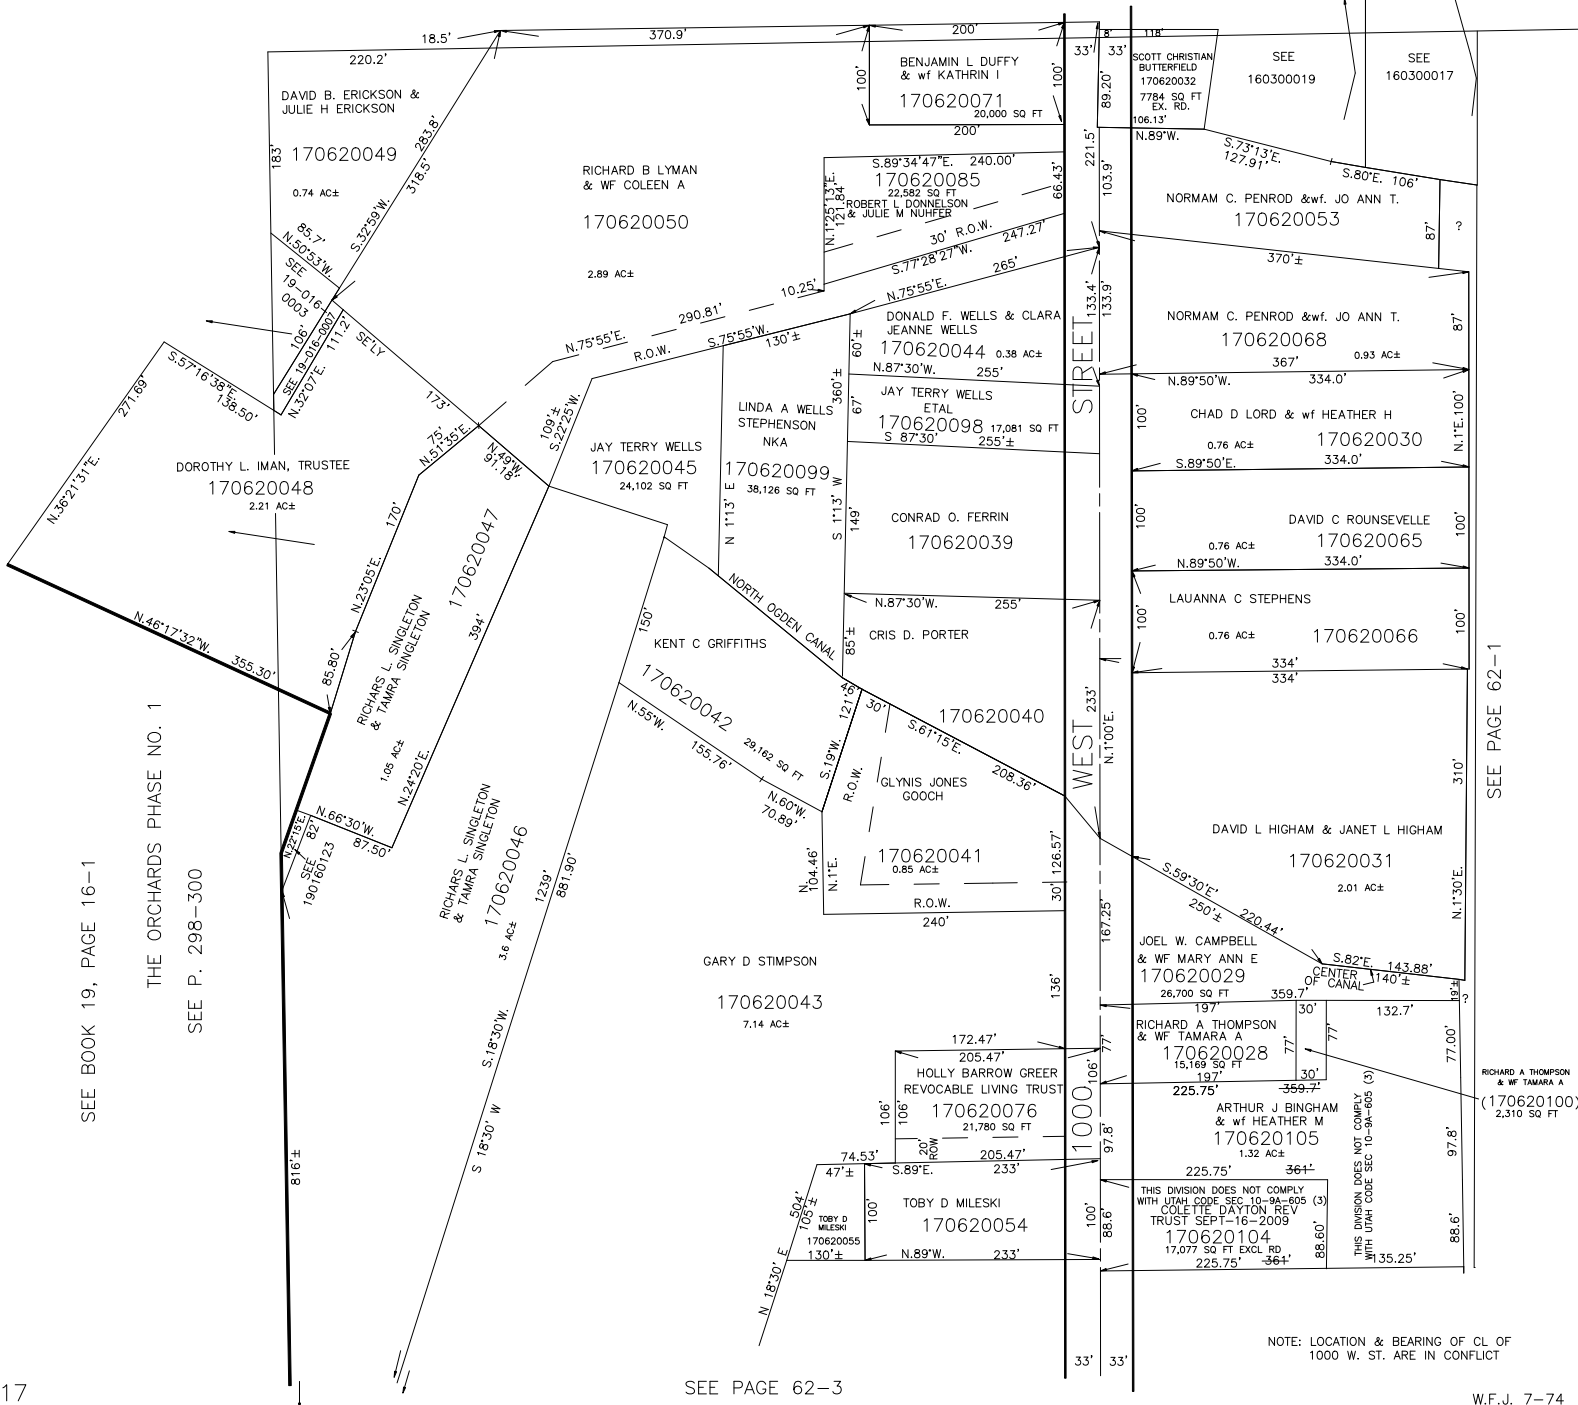 18.5'
370.9'
200'
220.2'
33'
33'
8'
118'
DAVID B. ERICKSON &
JULIE H ERICKSON
170620049
0.74 AC±
183'
283.8'
318.5'
S.32°59'W.
85.7'
N.50°53'W.
SEE
19-016-
0003
106'
SEE 19-016-0007
111.2'
N.32°07'E.
SE'LY
173'
RICHARD B LYMAN
& WF COLEEN A
170620050
2.89 AC±
100'
BENJAMIN L DUFFY
& wf KATHRIN I
170620071
20,000 SQ FT
100'
200'
S.89°34'47"E. 240.00'
170620085
22,582 SQ FT
ROBERT L DONNELSON
& JULIE M NUHFER
N.1°25'13"E.
121.84'
66.43'
30' R.O.W.
247.27'
S.77°28'27"W.
265'
N.75°55'E.
10.25'
290.81'
N.75°55'E.
R.O.W.
S.75°55'W.
130'±
89.20'
221.5'
103.9'
133.4'
133.9'
SCOTT CHRISTIAN
BUTTERFIELD
170620032
7784 SQ FT
EX. RD.
106.13'
N.89°W.
SEE
160300019
SEE
160300017
S.73°13'E.
127.91'
S.80°E. 106'
NORMAM C. PENROD &wf. JO ANN T.
170620053
87'
?
370'±
NORMAM C. PENROD &wf. JO ANN T.
170620068
87'
367'
0.93 AC±
N.89°50'W.
334.0'
CHAD D LORD & wf HEATHER H
170620030
0.76 AC±
100'
N.1°E.100'
S.89°50'E.
334.0'
DAVID C ROUNSEVELLE
170620065
0.76 AC±
100'
100'
N.89°50'W.
334.0'
LAUANNA C STEPHENS
170620066
0.76 AC±
100'
100'
334'
334'
SEE PAGE 62-1
DONALD F. WELLS & CLARA
JEANNE WELLS
170620044 0.38 AC±
60'±
N.87°30'W.
255'
JAY TERRY WELLS
ETAL
170620098 17,081 SQ FT
360'±
67'
S 87°30'
255'±
LINDA A WELLS
STEPHENSON
NKA
170620099
38,126 SQ FT
N 1°13' E
S 1°13' W
149'
CONRAD O. FERRIN
170620039
N.87°30'W.
255'
CRIS D. PORTER
85'±
170620040
JAY TERRY WELLS
170620045
24,102 SQ FT
109'±
S.22°25'W.
271.69'
S.57°16'38"E.
138.50'
N.36°21'31"E.
DOROTHY L. IMAN, TRUSTEE
170620048
2.21 AC±
75'
N.51°35'E.
N.49°W.
91.18'
170'
N.23°05'E.
170620047
RICHARS L. SINGLETON
& TAMRA SINGLETON
1.05 AC±
394'
N.24°20'E.
N.46°17'32"W.
355.30'
85.80'
N.66°30'W.
87.50'
N.22°15'E.
82'
SEE
190160123
NORTH OGDEN CANAL
150'
KENT C GRIFFITHS
170620042
29,162 SQ FT
N.55°W.
155.76'
N.60°W.
70.89'
46'
121'
S.19°W.
30'
R.O.W.
S.61°15'E.
208.36'
GLYNIS JONES
GOOCH
170620041
0.85 AC±
N
104.46'
N.1°E.
R.O.W.
240'
126.57'
30'
STREET
WEST
1000
233'
N.1°00'E.
DAVID L HIGHAM & JANET L HIGHAM
170620031
2.01 AC±
310'
N.1°30'E.
S.59°30'E.
250'±
220.44'
S.82°E.
143.88'
CENTER
OF CANAL
140'±
19'±
?
RICHARS L. SINGLETON
& TAMRA SINGLETON
170620046
3.6 AC±
1239'
881.90'
S.18°30'W.
S 18°30' W
GARY D STIMPSON
170620043
7.14 AC±
136'
167.25'
JOEL W. CAMPBELL
& WF MARY ANN E
170620029
26,700 SQ FT
359.7'
197'
30'
132.7'
RICHARD A THOMPSON
& WF TAMARA A
170620028
15,169 SQ FT
77'
77'
77'
77.00'
197'
30'
225.75'
359.7'
RICHARD A THOMPSON
& WF TAMARA A
(170620100)
2,310 SQ FT
172.47'
205.47'
HOLLY BARROW GREER
REVOCABLE LIVING TRUST
170620076
21,780 SQ FT
106'
106'
106'
20'
ROW
205.47'
74.53'
47'±
S.89°E.
233'
97.8'
ARTHUR J BINGHAM
& wf HEATHER M
170620105
1.32 AC±
97.8'
225.75'
361'
THIS DIVISION DOES NOT COMPLY
WITH UTAH CODE SEC 10-9A-605 (3)
THIS DIVISION DOES NOT COMPLY
WITH UTAH CODE SEC 10-9A-605 (3)
COLETTE DAYTON REV
TRUST SEPT-16-2009
170620104
17,077 SQ FT EXCL RD
225.75'
361'
88.60'
88.6'
88.6'
135.25'
504'
105'±
TOBY D
MILESKI
170620055
130'±
100'
TOBY D MILESKI
170620054
100'
N.89°W.
233'
N 18°30' E
816'±
THE ORCHARDS PHASE NO. 1
SEE P. 298-300
SEE BOOK 19, PAGE 16-1
33'
33'
NOTE: LOCATION & BEARING OF CL OF
1000 W. ST. ARE IN CONFLICT
17
SEE PAGE 62-3
W.F.J. 7-74